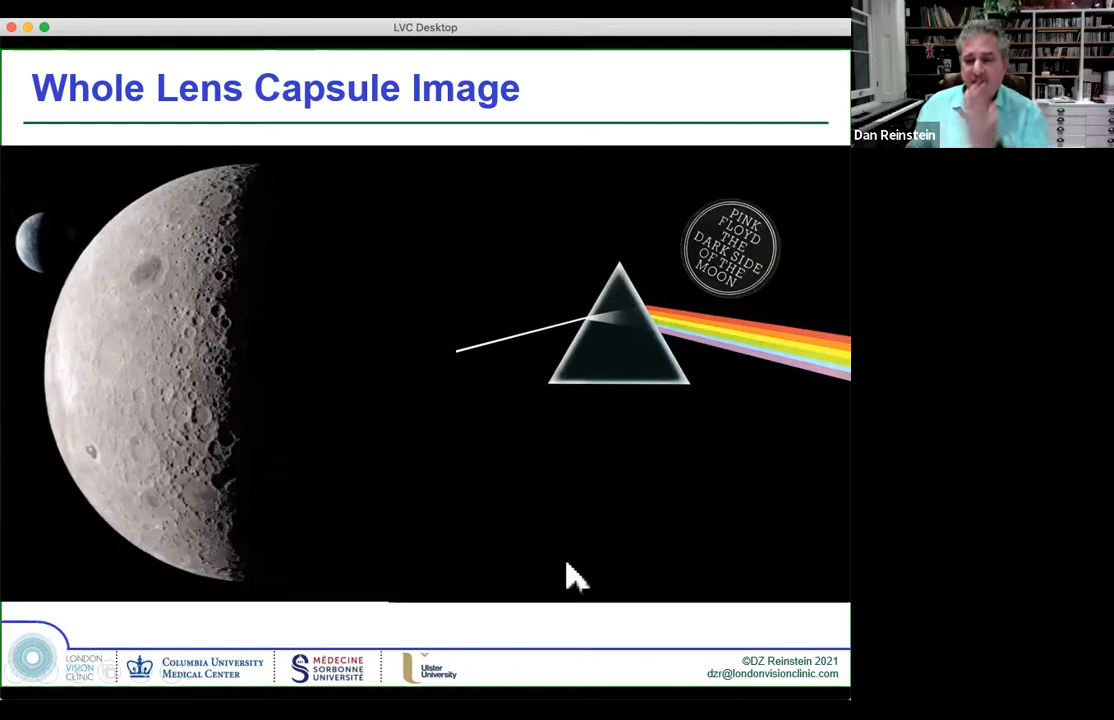 LVC Desktop
Whole Lens Capsule Image
Dan Reinstein
PINK
FLOYD
THE
DARK SIDE
OF THE
MOON
LONDON
VISION
CLINIC
COLUMBIA UNIVERSITY
MEDICAL CENTER
MÉDECINE
SORBONNE
UNIVERSITÉ
Ulster
University
©DZ Reinstein 2021
dzr@londonvisionclinic.com